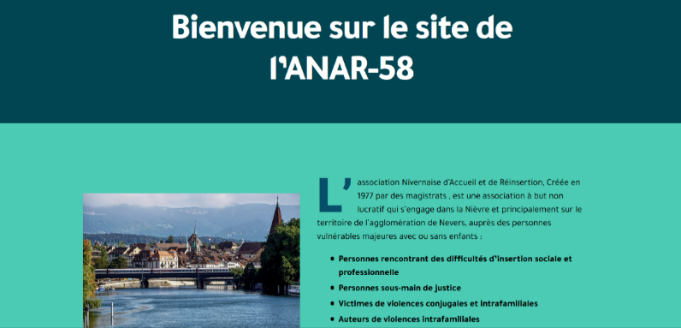 Bienvenue sur le site de
l'ANAR-58
L' association Nivernaise d'Accueil et de Réinsertion, Créée en
1977 par des magistrats , est une association à but non
lucratif qui s'engage dans la Nièvre et principalement sur le
territoire de l'agglomération de Nevers, auprès des personnes
vulnérables majeures avec ou sans enfants :
• Personnes rencontrant des difficultés d'insertion sociale et
professionnelle
• Personnes sous-main de justice
• Victimes de violences conjugales et intrafamiliales
• Auteurs de violences intrafamiliales